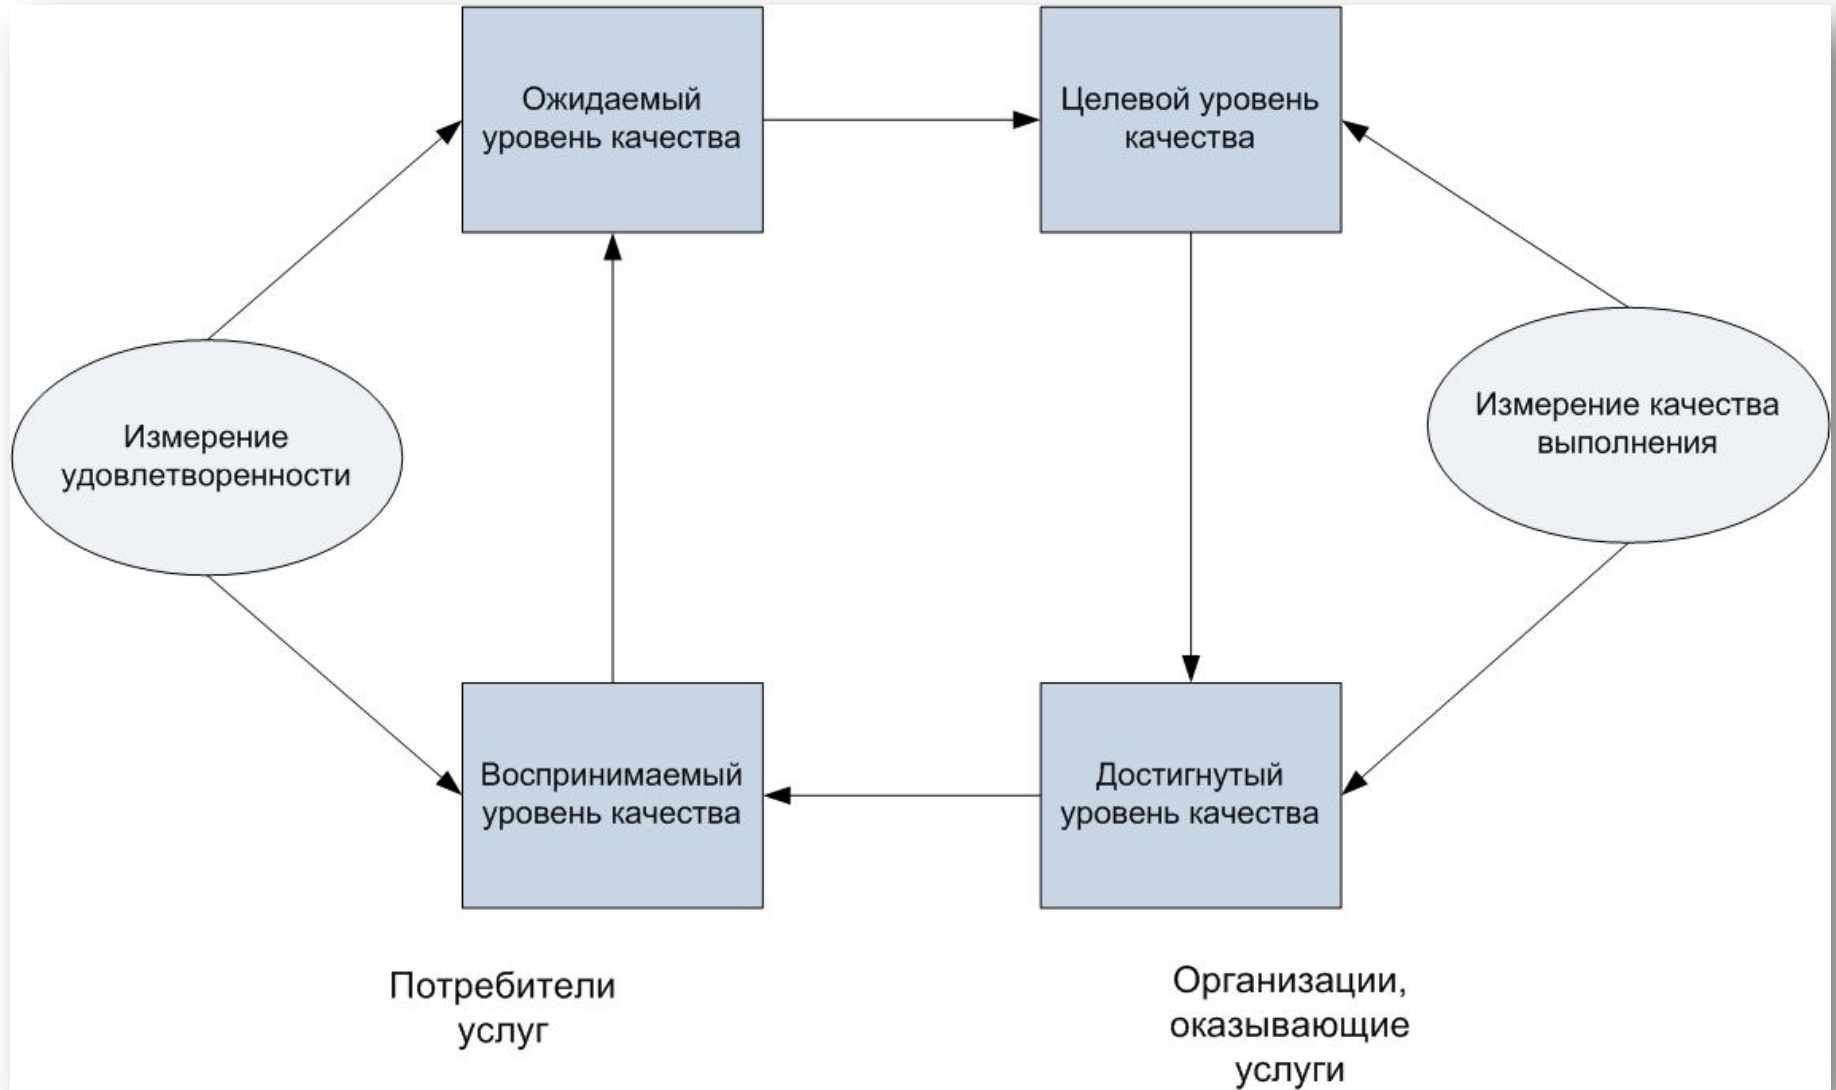 Ожидаемый
уровень качества
Целевой уровень
качества
Измерение
удовлетворенности
Измерение качества
выполнения
Воспринимаемый
уровень качества
Достигнутый
уровень качества
Потребители
услуг
Организации,
оказывающие
услуги